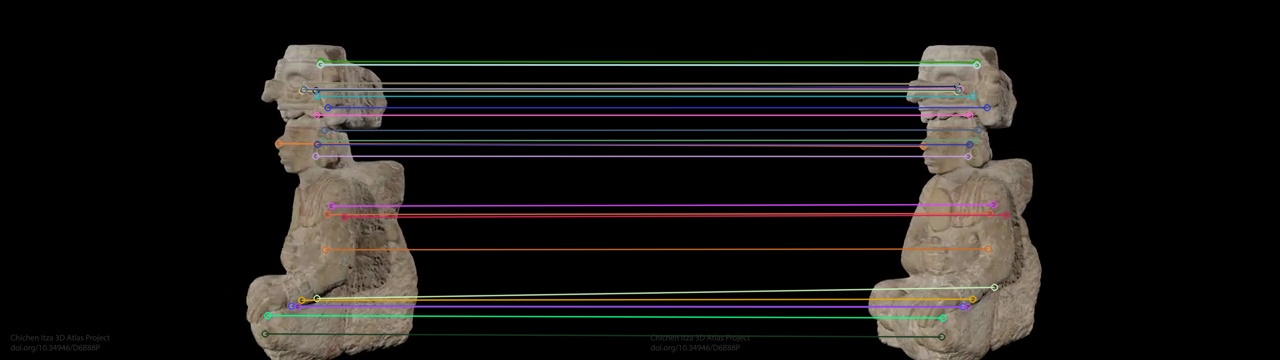 Chichen Itza 3D Atlas Project
doi.org/10.34946/D6B88P
Chichen Itza 3D Atlas Project
doi.org/10.34946/D6B88P